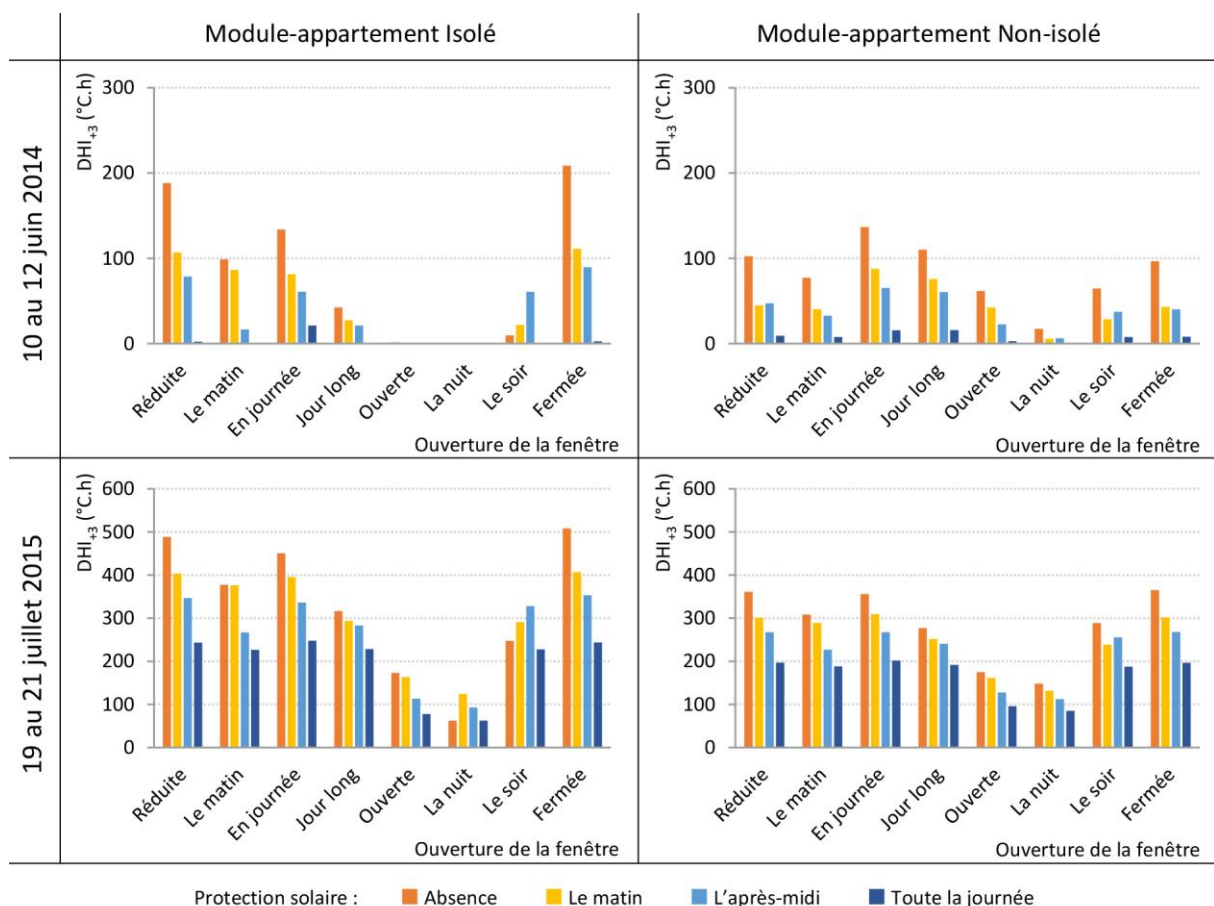 Module-appartement Isolé
Module-appartement Non-isolé
10 au 12 juin 2014
DHI+3 (°C.h)
300
200
100
0
Réduite
Le matin
En journée
Jour long
Ouverte
La nuit
Le soir
Fermée
Ouverture de la fenêtre
DHI+3 (°C.h)
300
200
100
0
Réduite
Le matin
En journée
Jour long
Ouverte
La nuit
Le soir
Fermée
Ouverture de la fenêtre
19 au 21 juillet 2015
DHI+3 (°C.h)
600
500
400
300
200
100
0
Réduite
Le matin
En journée
Jour long
Ouverte
La nuit
Le soir
Fermée
Ouverture de la fenêtre
DHI+3 (°C.h)
600
500
400
300
200
100
0
Réduite
Le matin
En journée
Jour long
Ouverte
La nuit
Le soir
Fermée
Ouverture de la fenêtre
Protection solaire : Absence Le matin L'après-midi Toute la journée